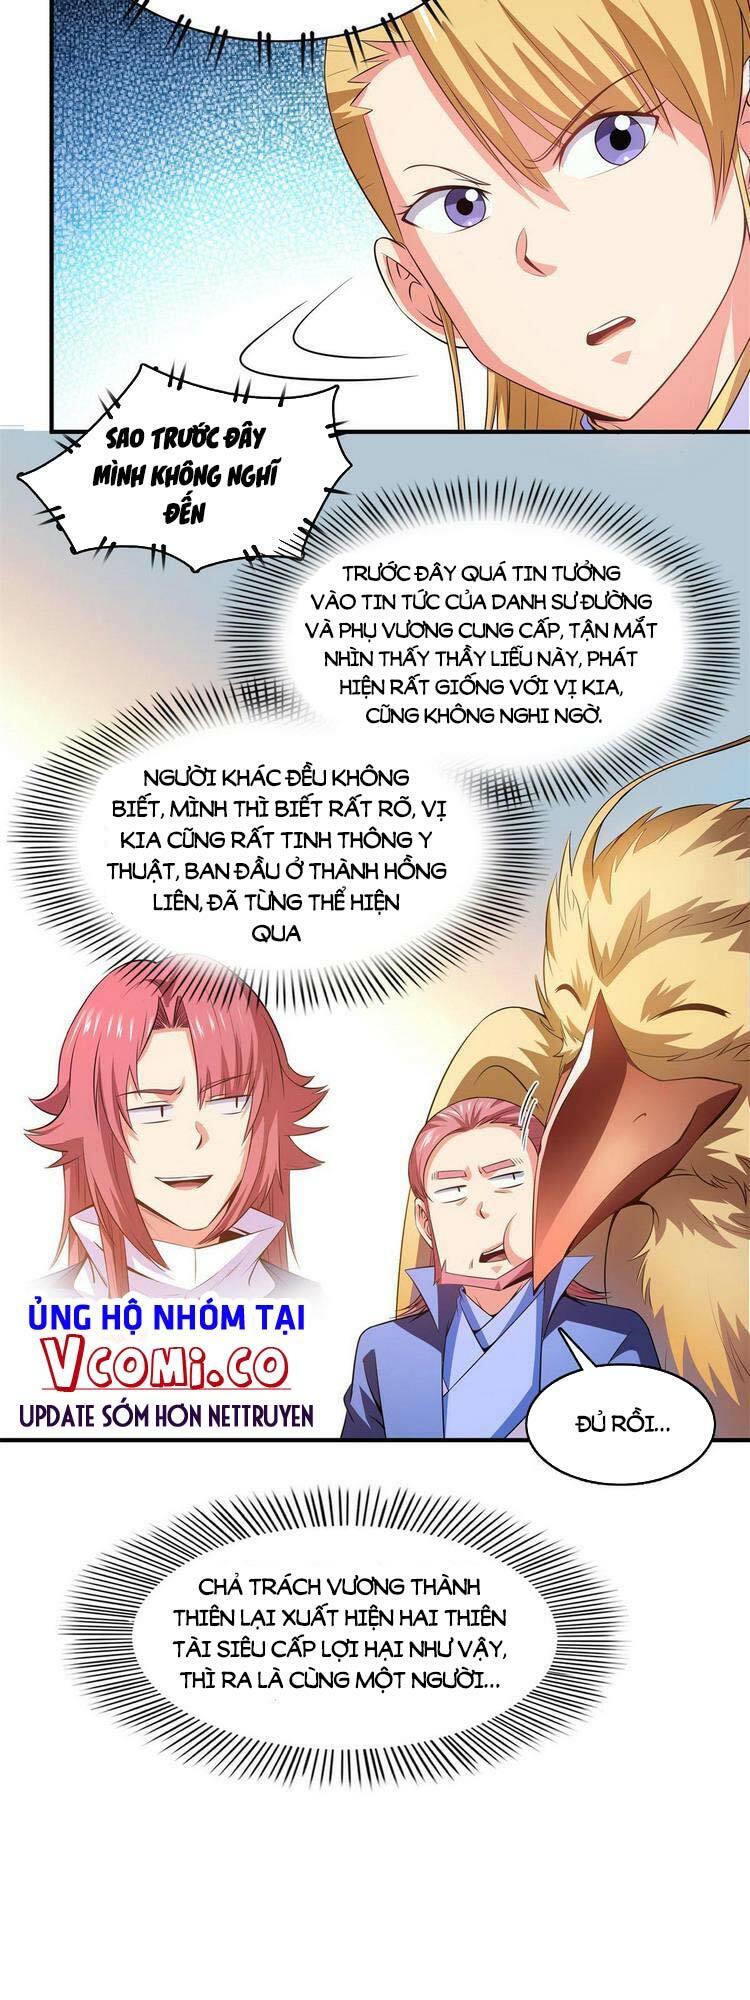 SAO TRƯỚC ĐÂY
MÌNH KHÔNG NGHĨ
ĐẾN
TRƯỚC ĐÂY QUÁ TIN TƯỞNG
VÀO TIN TỨC CỦA DANH SƯ ĐƯỜNG
VÀ PHỤ VƯƠNG CUNG CẤP, TẬN MẮT
NHÌN THẤY THẦY LIỄU NÀY, PHÁT
HIỆN RẤT GIỐNG VỚI VỊ KIA,
CŨNG KHÔNG NGHI NGỜ.
NGƯỜI KHÁC ĐỀU KHÔNG
BIẾT, MÌNH THÌ BIẾT RẤT RÕ, VỊ
KIA CŨNG RẤT TINH THÔNG Y
THUẬT, BAN ĐẦU Ở THÀNH HỒNG
LIÊN, ĐÃ TỪNG THỂ HIỆN
QUA
ỦNG HỘ NHÓM TẠI
VCOMI.CO
UPDATE SỚM HƠN NETTRUYEN
ĐỦ RỒI...
CHẢ TRÁCH VƯƠNG THÀNH
THIÊN LẠI XUẤT HIỆN HAI THIÊN
TÀI SIÊU CẤP LỢI HẠI NHƯ VẬY,
THÌ RA LÀ CÙNG MỘT NGƯỜI...